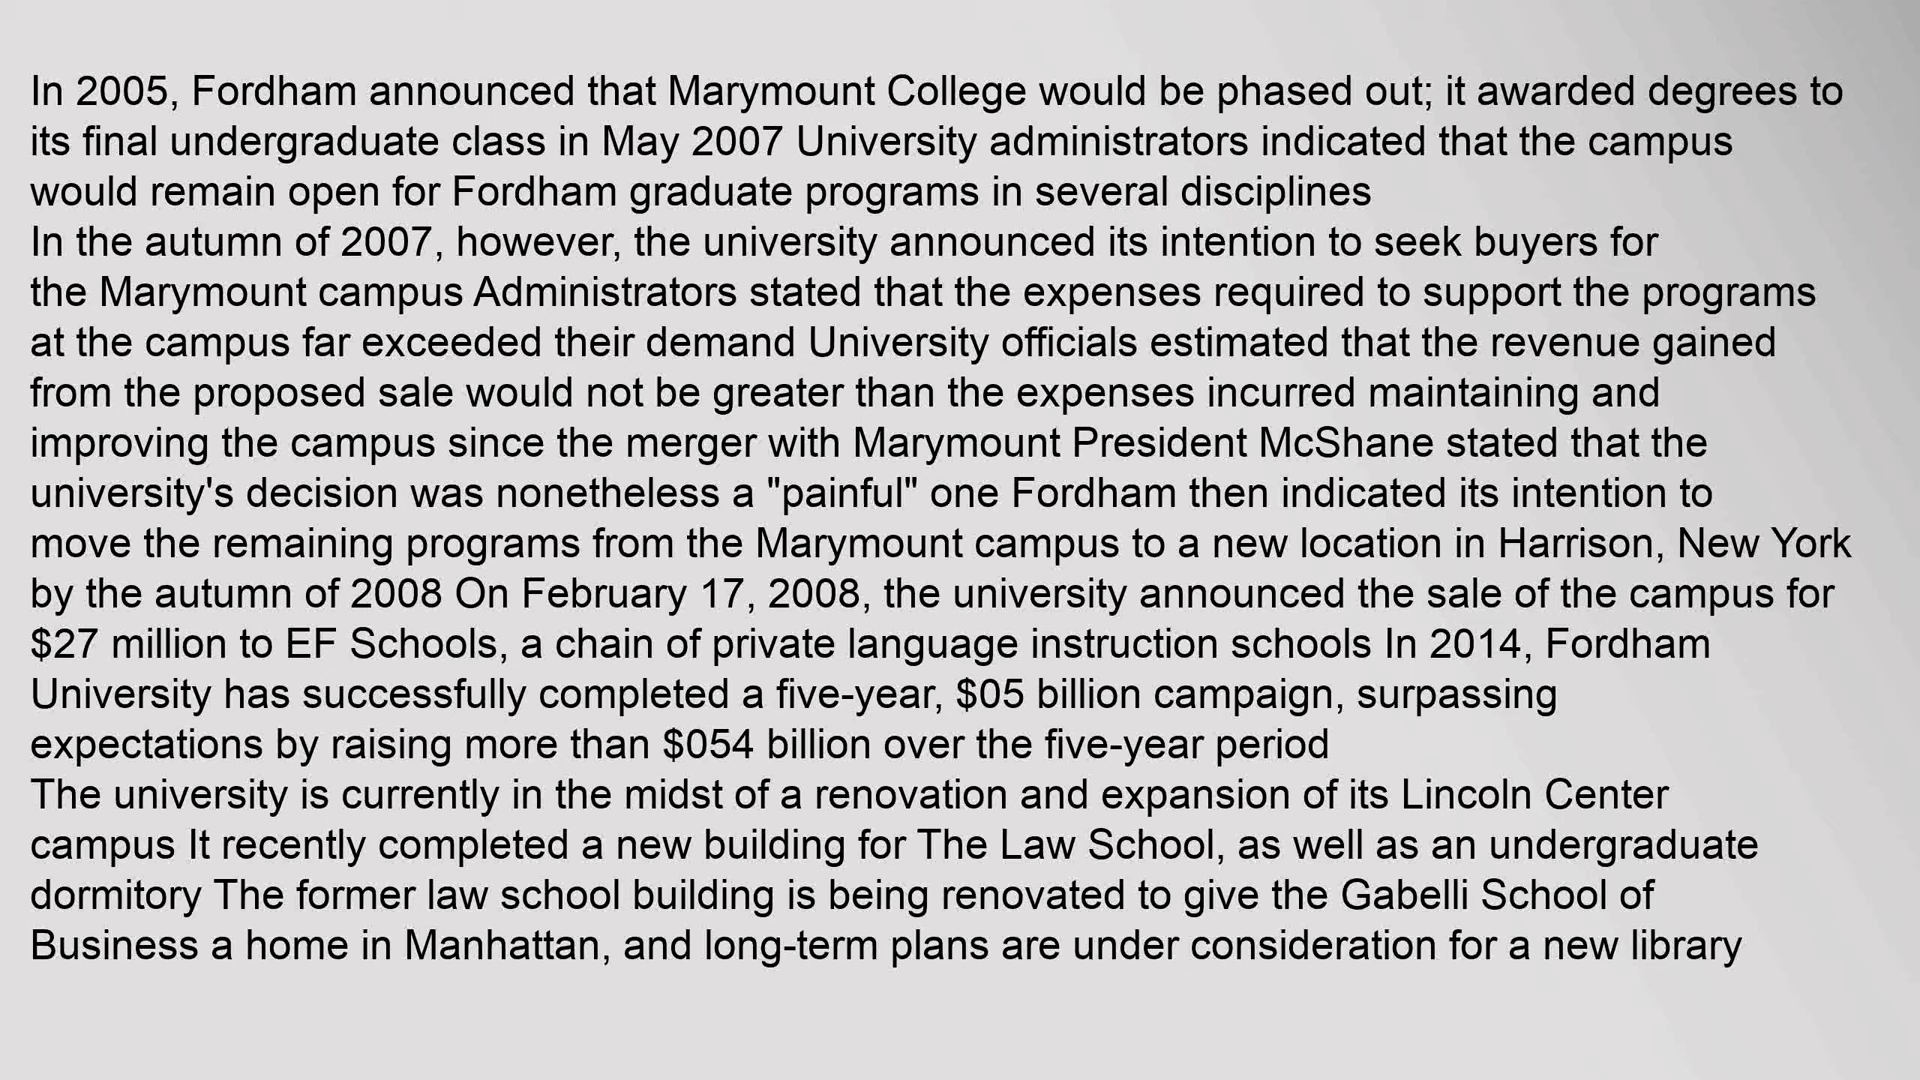 In 2005, Fordham announced that Marymount College would be phased out; it awarded degrees to
its final undergraduate class in May 2007 University administrators indicated that the campus
would remain open for Fordham graduate programs in several disciplines
In the autumn of 2007, however, the university announced its intention to seek buyers for
the Marymount campus Administrators stated that the expenses required to support the programs
at the campus far exceeded their demand University officials estimated that the revenue gained
from the proposed sale would not be greater than the expenses incurred maintaining and
improving the campus since the merger with Marymount President McShane stated that the
university's decision was nonetheless a "painful" one Fordham then indicated its intention to
move the remaining programs from the Marymount campus to a new location in Harrison, New York
by the autumn of 2008 On February 17, 2008, the university announced the sale of the campus for
$27 million to EF Schools, a chain of private language instruction schools In 2014, Fordham
University has successfully completed a five-year, $05 billion campaign, surpassing
expectations by raising more than $054 billion over the five-year period
The university is currently in the midst of a renovation and expansion of its Lincoln Center
campus It recently completed a new building for The Law School, as well as an undergraduate
dormitory The former law school building is being renovated to give the Gabelli School of
Business a home in Manhattan, and long-term plans are under consideration for a new library